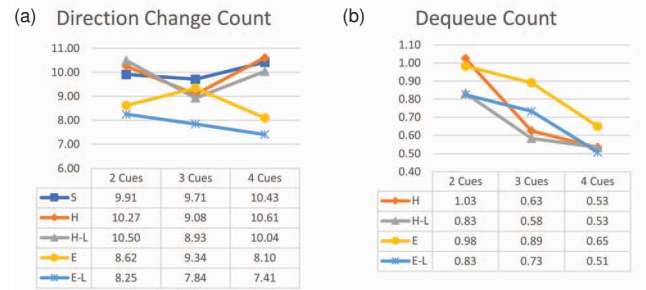 (a) Direction Change Count
11.00
10.00
9.00
8.00
7.00
6.00
2 Cues 3 Cues 4 Cues
S 9.91 9.71 10.43
H 10.27 9.08 10.61
H-L 10.50 8.93 10.04
E 8.62 9.34 8.10
E-L 8.25 7.84 7.41
(b) Dequeue Count
1.10
1.00
0.90
0.80
0.70
0.60
0.50
0.40
2 Cues 3 Cues 4 Cues
H 1.03 0.63 0.53
H-L 0.83 0.58 0.53
E 0.98 0.89 0.65
E-L 0.83 0.73 0.51